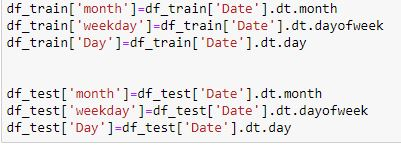 df_train['month']=df_train['Date'].dt.month
df_train['weekday']=df_train['Date'].dt.dayofweek
df_train['Day']=df_train['Date'].dt.day
df_test['month']=df_test['Date'].dt.month
df_test['weekday']=df_test['Date'].dt.dayofweek
df_test['Day']=df_test['Date'].dt.day